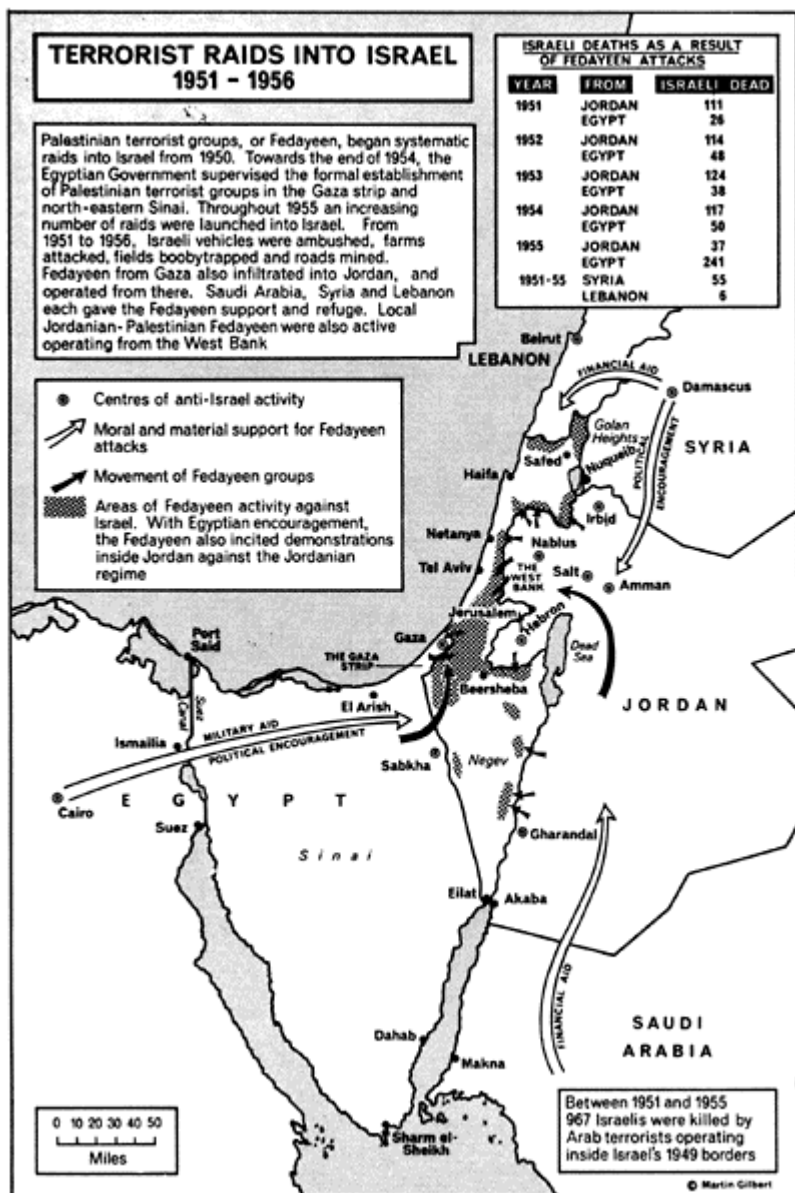 TERRORIST RAIDS INTO ISRAEL
1951 - 1956
Palestinian terrorist groups, or Fedayeen, began systematic
raids into Israel from 1950. Towards the end of 1954, the
Egyptian Government supervised the formal establishment
of Palestinian terrorist groups in the Gaza strip and
north-eastern Sinai. Throughout 1955 an increasing
number of raids were launched into Israel. From
1951 to 1956, Israeli vehicles were ambushed, farms
attacked, fields boobytrapped and roads mined.
Fedayeen from Gaza also infiltrated into Jordan, and
operated from there. Saudi Arabia, Syria and Lebanon
each gave the Fedayeen support and refuge. Local
Jordanian-Palestinian Fedayeen were also active
operating from the West Bank
ISRAELI DEATHS AS A RESULT
OF FEDAYEEN ATTACKS
YEAR FROM ISRAELI DEAD
1951 JORDAN 111
EGYPT 26
1952 JORDAN 114
EGYPT 48
1953 JORDAN 124
EGYPT 38
1954 JORDAN 117
EGYPT 50
1955 JORDAN 37
EGYPT 241
1951-55 SYRIA 55
LEBANON 6
Centres of anti-Israel activity
Moral and material support for Fedayeen
attacks
Movement of Fedayeen groups
Areas of Fedayeen activity against
Israel. With Egyptian encouragement,
the Fedayeen also incited demonstrations
inside Jordan against the Jordanian
regime
Beirut
LEBANON
FINANCIAL AID
Damascus
Golan
Heights
SYRIA
Safed
Nuqueib
POLITICAL
ENCOURAGEMENT
Haifa
Irbid
Netanya
Nablus
Tel Aviv
THE
WEST
BANK
Salt
Amman
Jerusalem
Gaza
Hebron
THE GAZA
STRIP
Dead
Sea
Port
Said
Suez
Canal
Beersheba
El Arish
JORDAN
Ismailia
MILITARY AID
POLITICAL ENCOURAGEMENT
Sabkha
Negev
Cairo
EGYPT
Suez
Sinai
Gharandal
Eilat
Akaba
FINANCIAL AID
SAUDI
ARABIA
Dahab
Makna
Sharm el-
Sheikh
0 10 20 30 40 50
Miles
Between 1951 and 1955
967 Israelis were killed by
Arab terrorists operating
inside Israel's 1949 borders
© Martin Gilbert